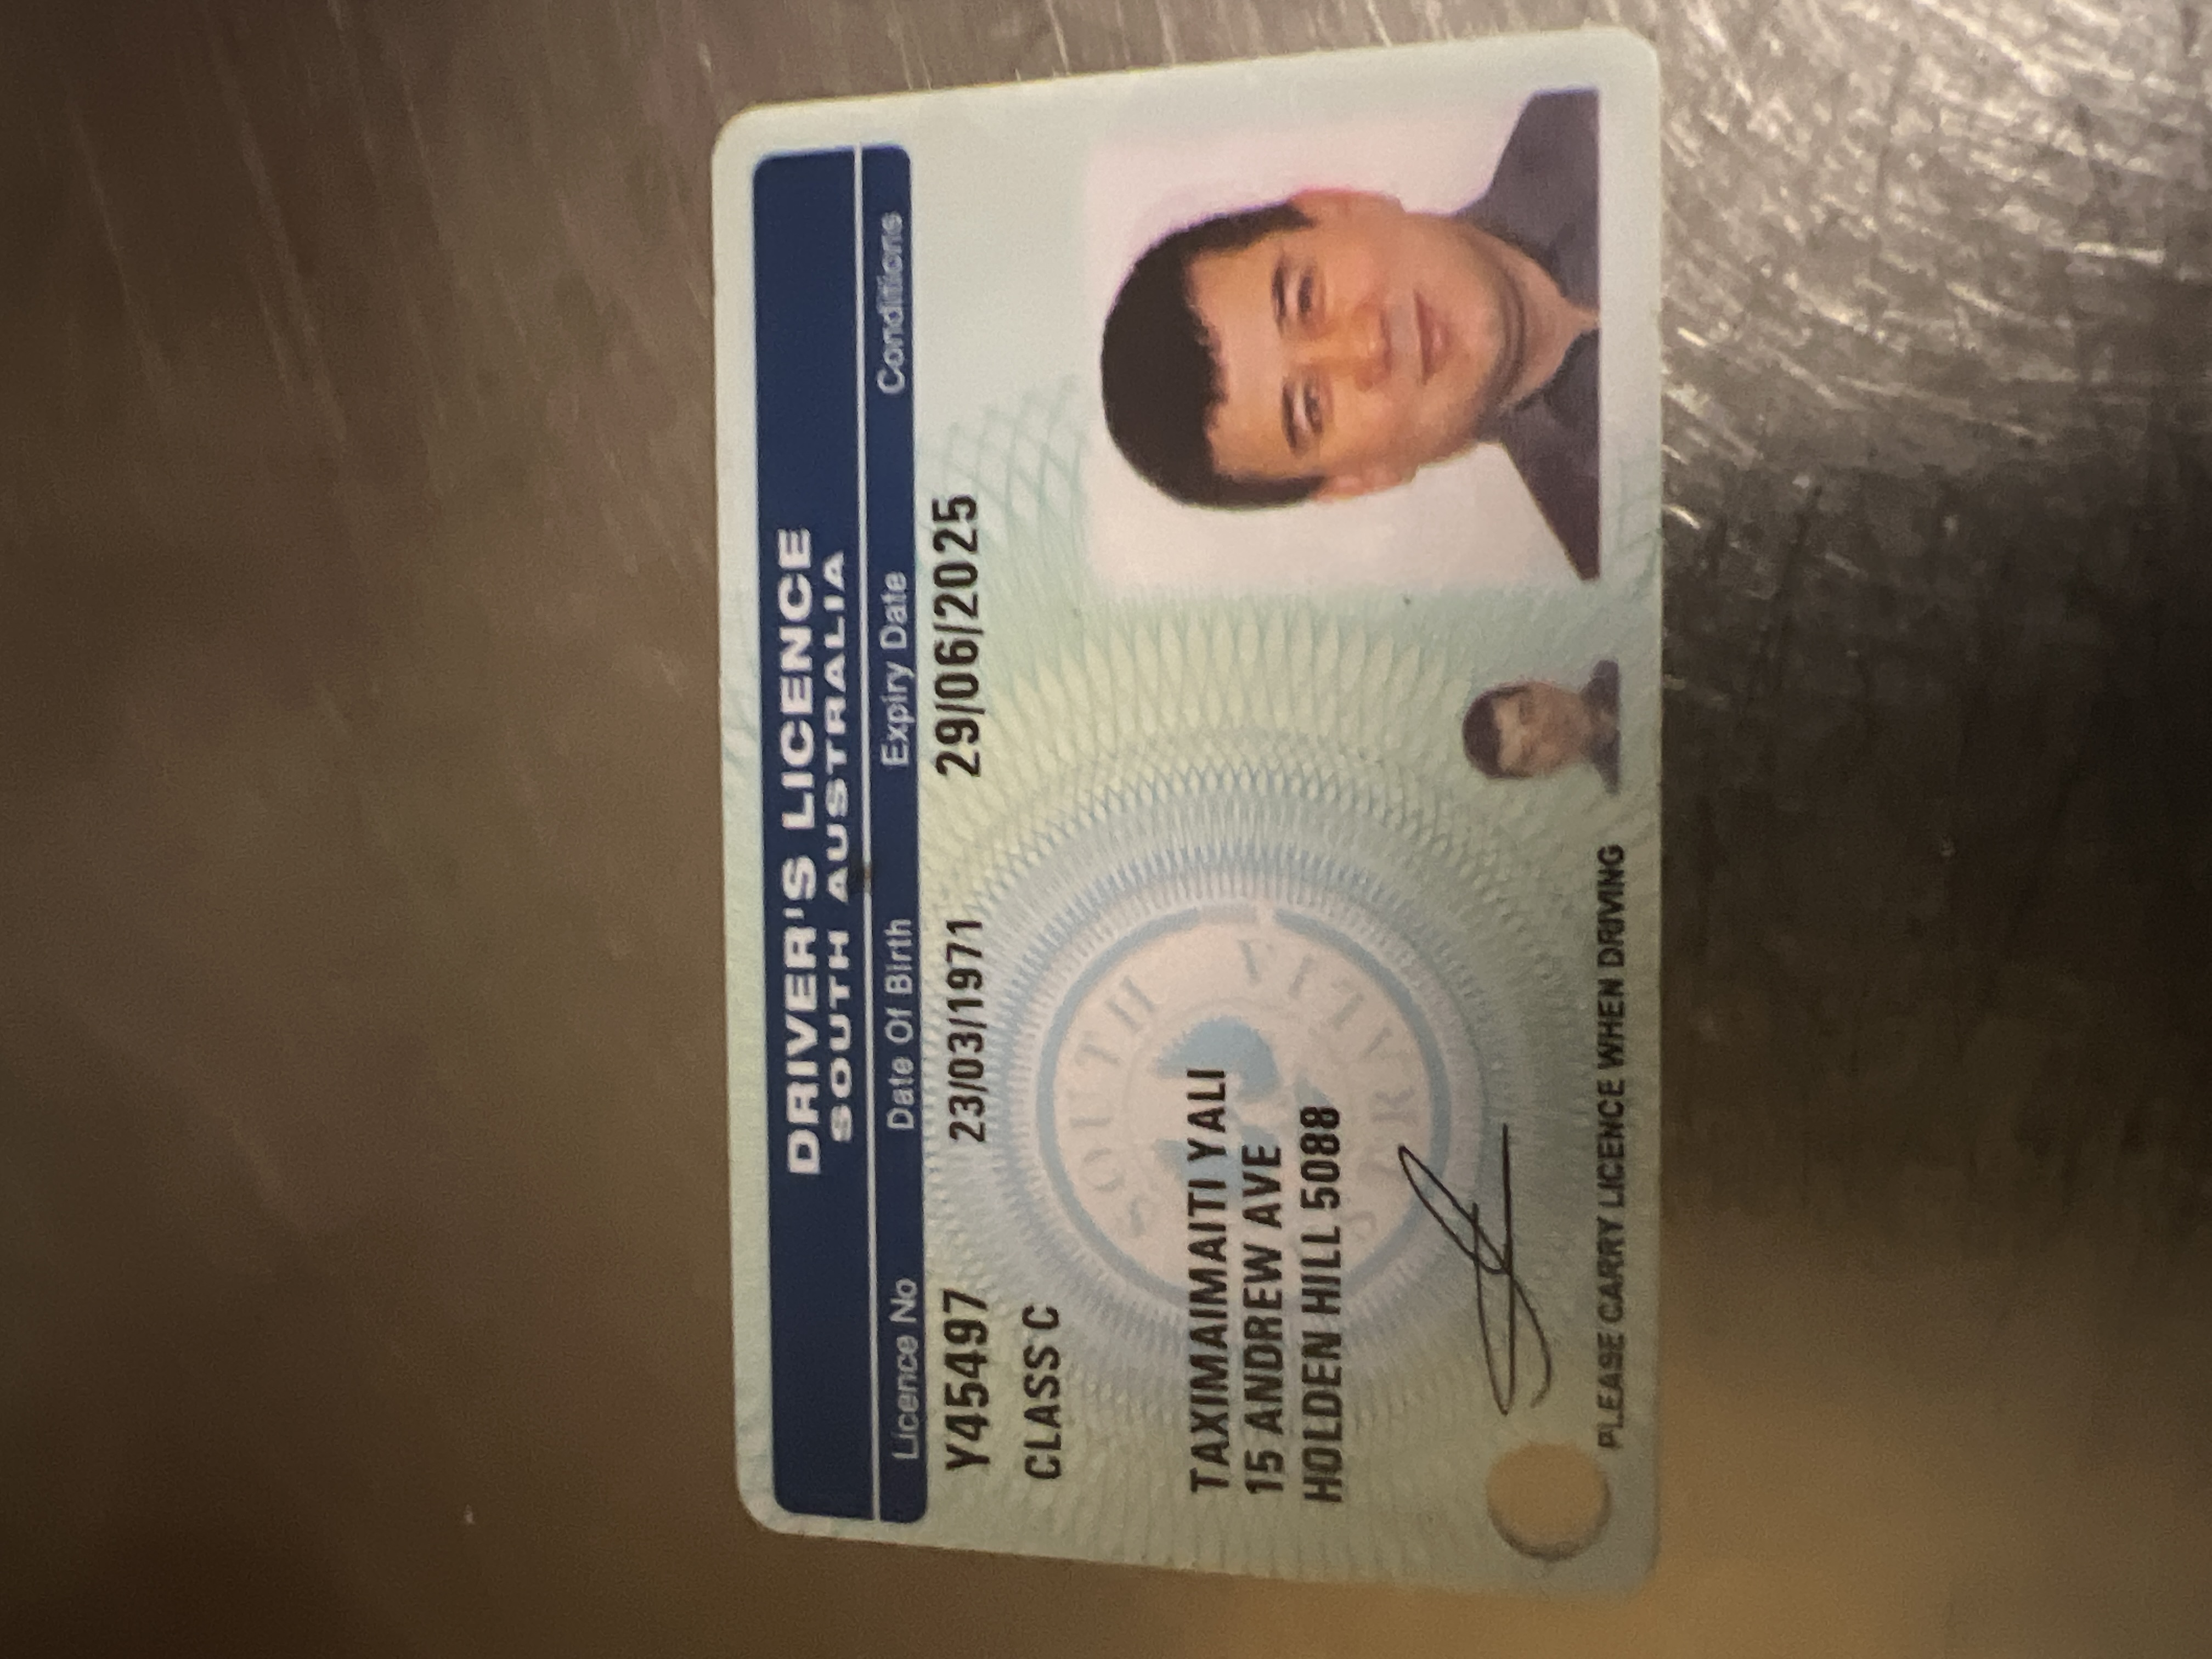 DRIVER'S LICENCE
SOUTH AUSTRALIA
Licence No Date Of Birth Expiry Date Conditions
Y45497 23/03/1971 29/06/2025
CLASS C
SOUTH AUSTRALIA
TAXIMAIMAITI YALI
15 ANDREW AVE
HOLDEN HILL 5088
PLEASE CARRY LICENCE WHEN DRIVING